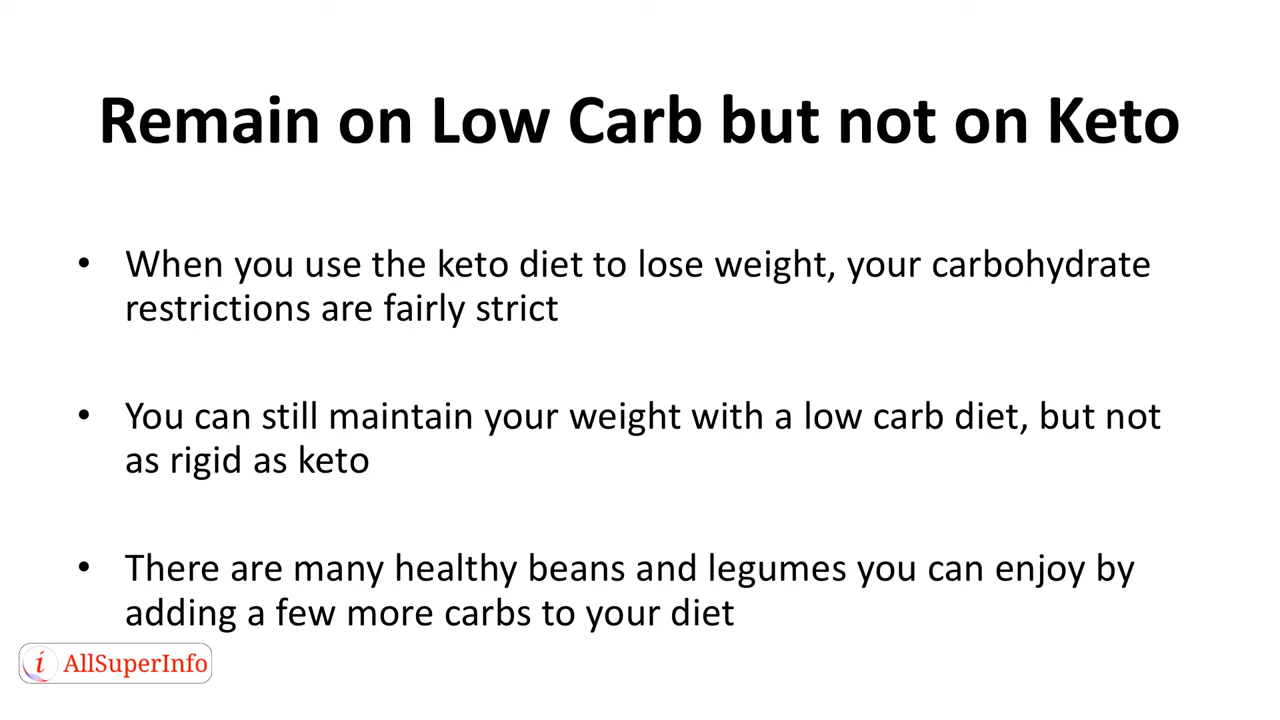 Remain on Low Carb but not on Keto
• When you use the keto diet to lose weight, your carbohydrate
restrictions are fairly strict
• You can still maintain your weight with a low carb diet, but not
as rigid as keto
• There are many healthy beans and legumes you can enjoy by
adding a few more carbs to your diet
i AllSuperInfo